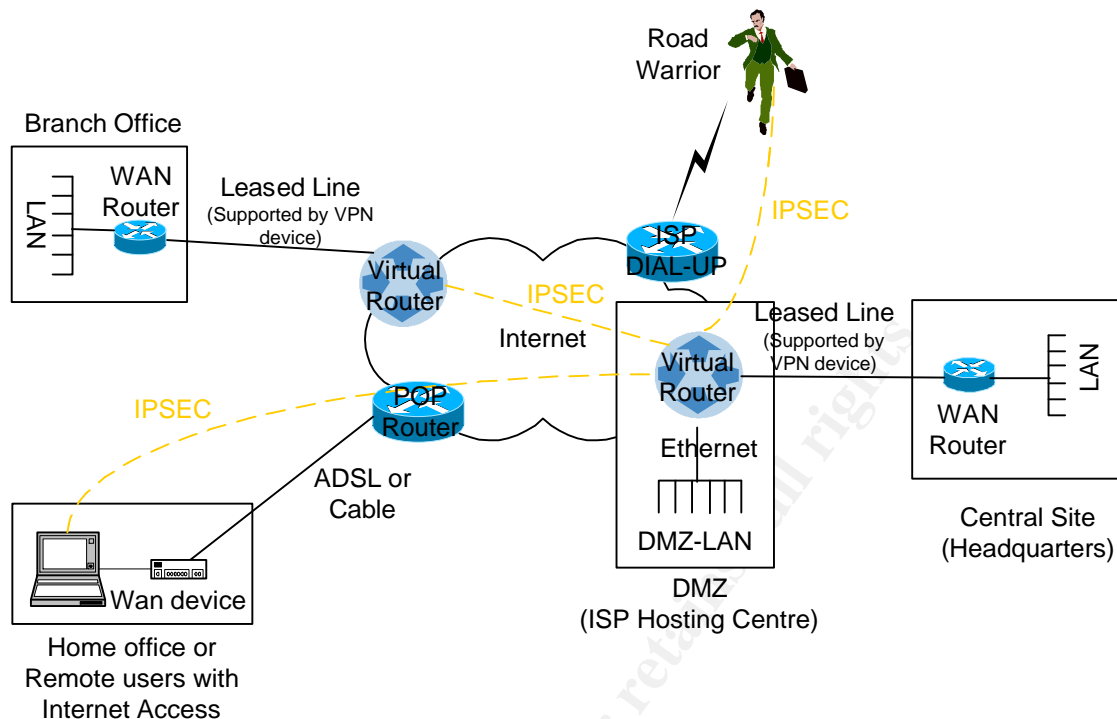 Road
Warrior
Branch Office
WAN
Router
LAN
Leased Line
(Supported by VPN
device)
IPSEC
ISP
DIAL-UP
Virtual
Router
IPSEC
Internet
Leased Line
(Supported by
VPN device)
Virtual
Router
LAN
WAN
Router
IPSEC
POP
Router
Ethernet
ADSL or
Cable
DMZ-LAN
Central Site
(Headquarters)
Wan device
DMZ
(ISP Hosting Centre)
Home office or
Remote users with
Internet Access
retains
all rights